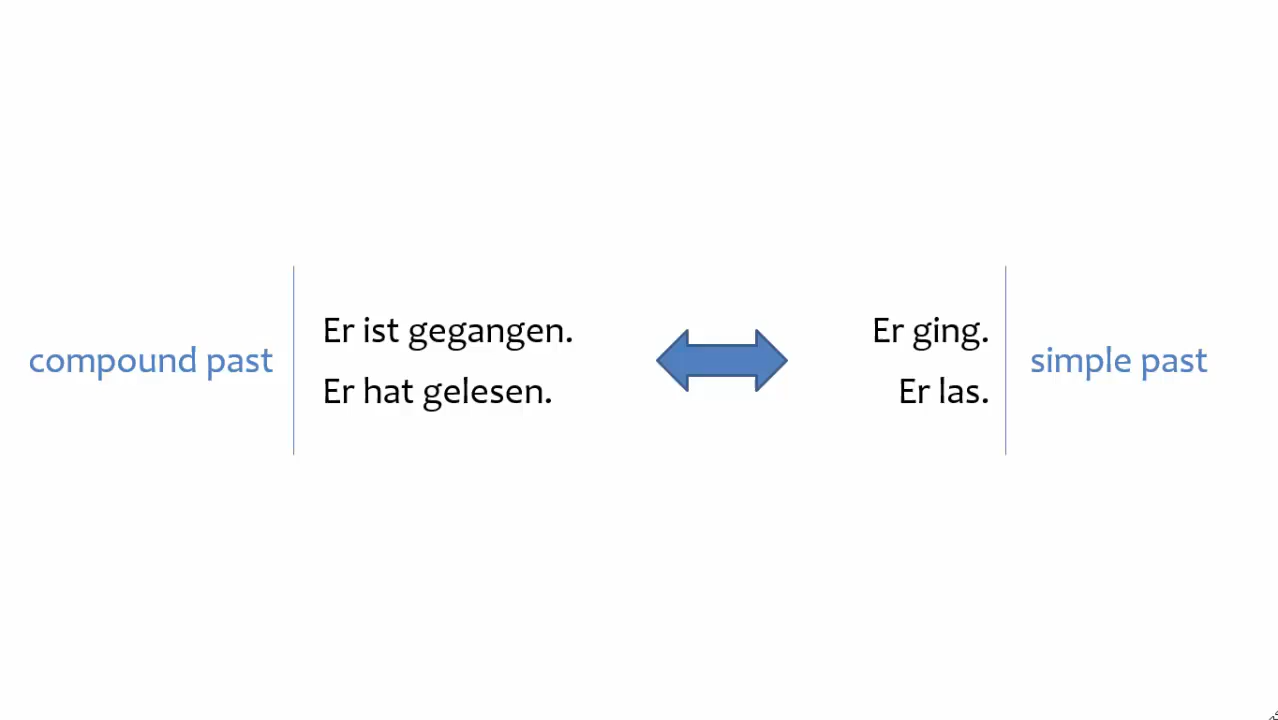 compound past
Er ist gegangen.
Er hat gelesen.
Er ging.
Er las.
simple past